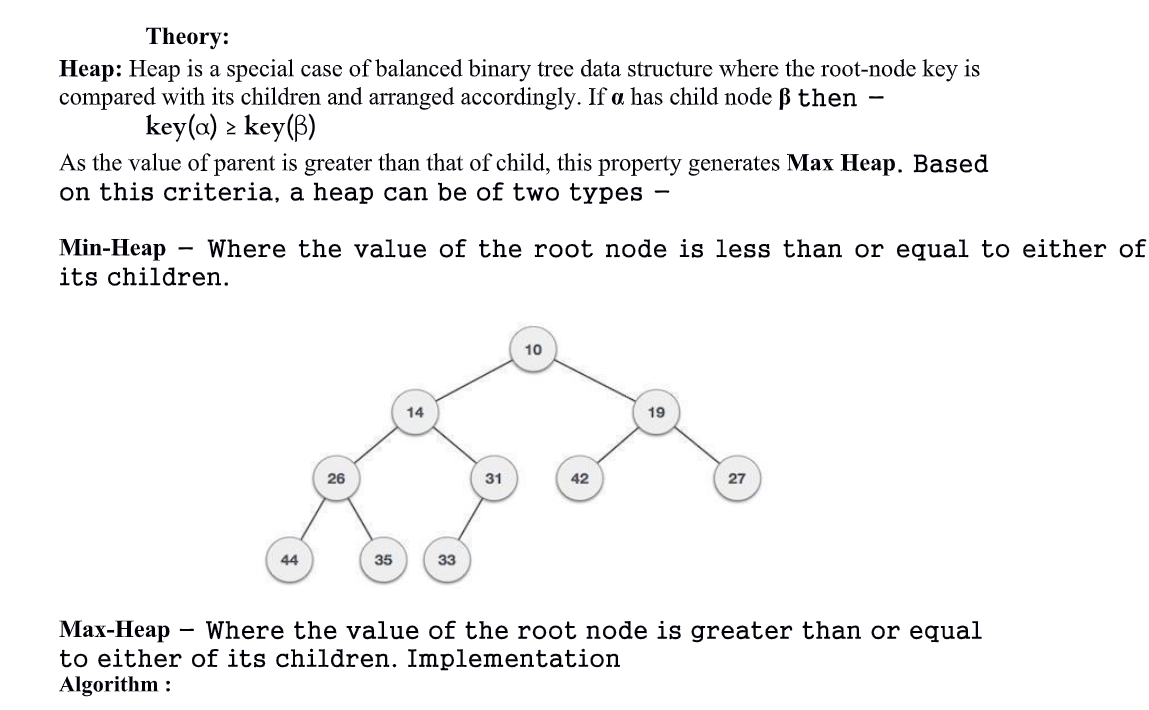 Theory:
Heap: Heap is a special case of balanced binary tree data structure where the root-node key is
compared with its children and arranged accordingly. If α has child node β then −
key(α) ≥ key(β)
As the value of parent is greater than that of child, this property generates Max Heap. Based
on this criteria, a heap can be of two types −
Min-Heap − Where the value of the root node is less than or equal to either of
its children.
10
14 19
26 31 42 27
44 35 33
Max-Heap − Where the value of the root node is greater than or equal
to either of its children. Implementation
Algorithm :